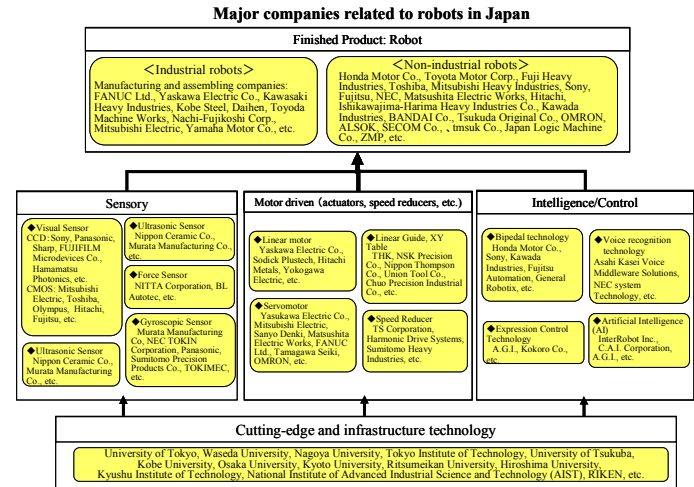 Major companies related to robots in Japan
Finished Product: Robot
＜Industrial robots＞
Manufacturing and assembling companies:
FANUC Ltd., Yaskawa Electric Co., Kawasaki
Heavy Industries, Kobe Steel, Daihen, Toyoda
Machine Works, Nachi-Fujikoshi Corp.,
Mitsubishi Electric, Yamaha Motor Co., etc.
＜Non-industrial robots＞
Honda Motor Co., Toyota Motor Corp., Fuji Heavy
Industries, Toshiba, Mitsubishi Heavy Industries, Sony,
Fujitsu, NEC, Matsushita Electric Works, Hitachi,
Ishikawajima-Harima Heavy Industries Co., Kawada
Industries, BANDAI Co., Tsukuda Original Co., OMRON,
ALSOK, SECOM Co., 、tmsuk Co., Japan Logic Machine
Co., ZMP, etc.
Sensory
◆Visual Sensor
CCD: Sony, Panasonic,
Sharp, FUJIFILM
Microdevices Co.,
Hamamatsu
Photonics, etc.
CMOS: Mitsubishi
Electric, Toshiba,
Olympus, Hitachi,
Fujitsu, etc.
◆Ultrasonic Sensor
Nippon Ceramic Co.,
Murata Manufacturing
Co., etc.
◆Ultrasonic Sensor
Nippon Ceramic Co.,
Murata Manufacturing Co.,
etc.
◆Force Sensor
NITTA Corporation, BL
Autotec, etc.
◆Gyroscopic Sensor
Murata Manufacturing
Co, NEC TOKIN
Corporation, Panasonic,
Sumitomo Precision
Products Co., TOKIMEC,
etc.
Motor driven (actuators, speed reducers, etc.)
◆Linear motor
Yaskawa Electric Co.,
Sodick Plustech, Hitachi
Metals, Yokogawa
Electric, etc.
◆Servomotor
Yasukawa Electric Co.,
Mitsubishi Electric,
Sanyo Denki, Matsushita
Electric Works, FANUC
Ltd., Tamagawa Seiki,
OMRON, etc.
◆Linear Guide, XY
Table
THK, NSK Precision
Co., Nippon Thompson
Co., Union Tool Co.,
Chuo Precision Industrial
Co., etc.
◆Speed Reducer
TS Corporation,
Harmonic Drive Systems,
Sumitomo Heavy
Industries, etc.
Intelligence/Control
◆Bipedal technology
Honda Motor Co.,
Sony, Kawada
Industries, Fujitsu
Automation, General
Robotix, etc.
◆Expression Control
Technology
A.G.I., Kokoro Co.,
etc.
◆Voice recognition
technology
Asahi Kasei Voice
Middleware Solutions,
NEC system
Technology, etc.
◆Artificial Intelligence
(AI)
InterRobot Inc.,
C.A.I. Corporation,
A.G.I., etc.
Cutting-edge and infrastructure technology
University of Tokyo, Waseda University, Nagoya University, Tokyo Institute of Technology, University of Tsukuba,
Kobe University, Osaka University, Kyoto University, Ritsumeikan University, Hiroshima University,
Kyushu Institute of Technology, National Institute of Advanced Industrial Science and Technology (AIST), RIKEN, etc.